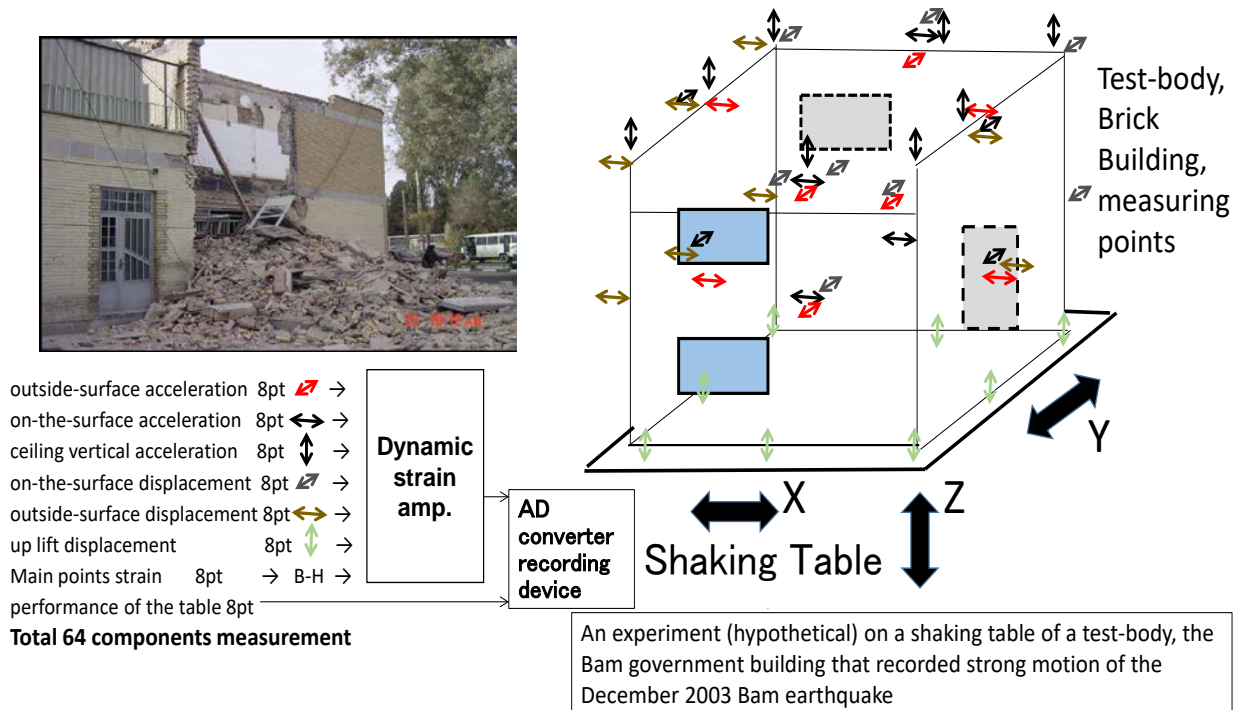 Test-body,
Brick
Building,
measuring
points
outside-surface acceleration 8pt →
on-the-surface acceleration 8pt →
ceiling vertical acceleration 8pt →
on-the-surface displacement 8pt →
outside-surface displacement 8pt →
up lift displacement 8pt →
Main points strain 8pt → B-H →
performance of the table 8pt
Total 64 components measurement
Dynamic
strain
amp.
AD
converter
recording
device
X
Y
Z
Shaking Table
An experiment (hypothetical) on a shaking table of a test-body, the
Bam government building that recorded strong motion of the
December 2003 Bam earthquake